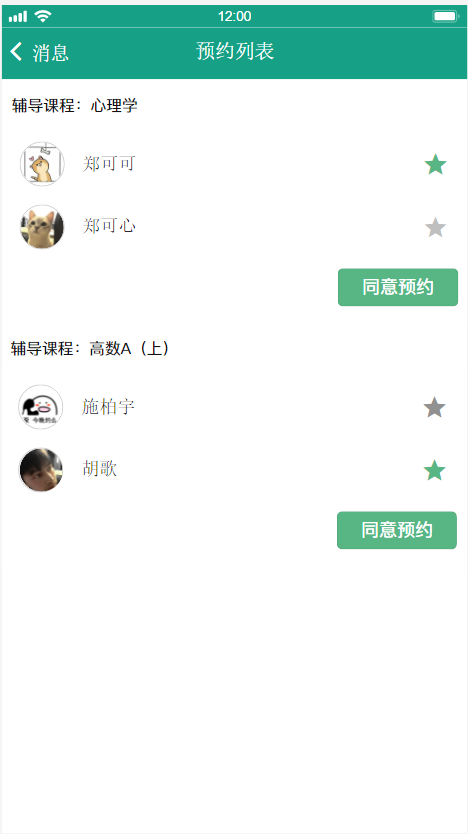 12:00
消息
预约列表
辅导课程：心理学
郑可可
郑可心
同意预约
辅导课程：高数A（上）
施柏宇
胡歌
同意预约